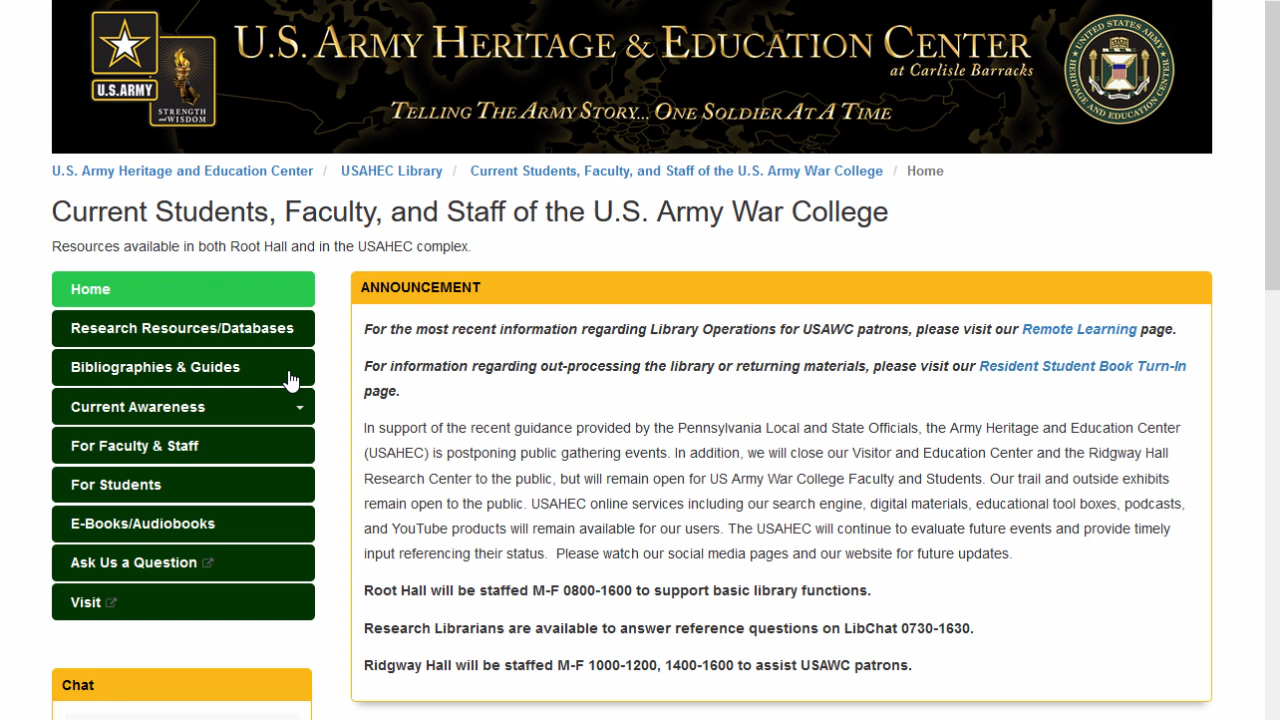 U.S. ARMY HERITAGE & EDUCATION CENTER
at Carlisle Barracks
TELLING THE ARMY STORY... ONE SOLDIER AT A TIME
U.S.ARMY
STRENGTH
and WISDOM
UNITED STATES ARMY
HERITAGE AND EDUCATION CENTER
U.S. Army Heritage and Education Center / USAHEC Library / Current Students, Faculty, and Staff of the U.S. Army War College / Home
Current Students, Faculty, and Staff of the U.S. Army War College
Resources available in both Root Hall and in the USAHEC complex.
Home
Research Resources/Databases
Bibliographies & Guides
Current Awareness
For Faculty & Staff
For Students
E-Books/Audiobooks
Ask Us a Question
Visit
Chat
ANNOUNCEMENT
For the most recent information regarding Library Operations for USAWC patrons, please visit our Remote Learning page.
For information regarding out-processing the library or returning materials, please visit our Resident Student Book Turn-In
page.
In support of the recent guidance provided by the Pennsylvania Local and State Officials, the Army Heritage and Education Center
(USAHEC) is postponing public gathering events. In addition, we will close our Visitor and Education Center and the Ridgway Hall
Research Center to the public, but will remain open for US Army War College Faculty and Students. Our trail and outside exhibits
remain open to the public. USAHEC online services including our search engine, digital materials, educational tool boxes, podcasts,
and YouTube products will remain available for our users. The USAHEC will continue to evaluate future events and provide timely
input referencing their status.  Please watch our social media pages and our website for future updates.
Root Hall will be staffed M-F 0800-1600 to support basic library functions.
Research Librarians are available to answer reference questions on LibChat 0730-1630.
Ridgway Hall will be staffed M-F 1000-1200, 1400-1600 to assist USAWC patrons.